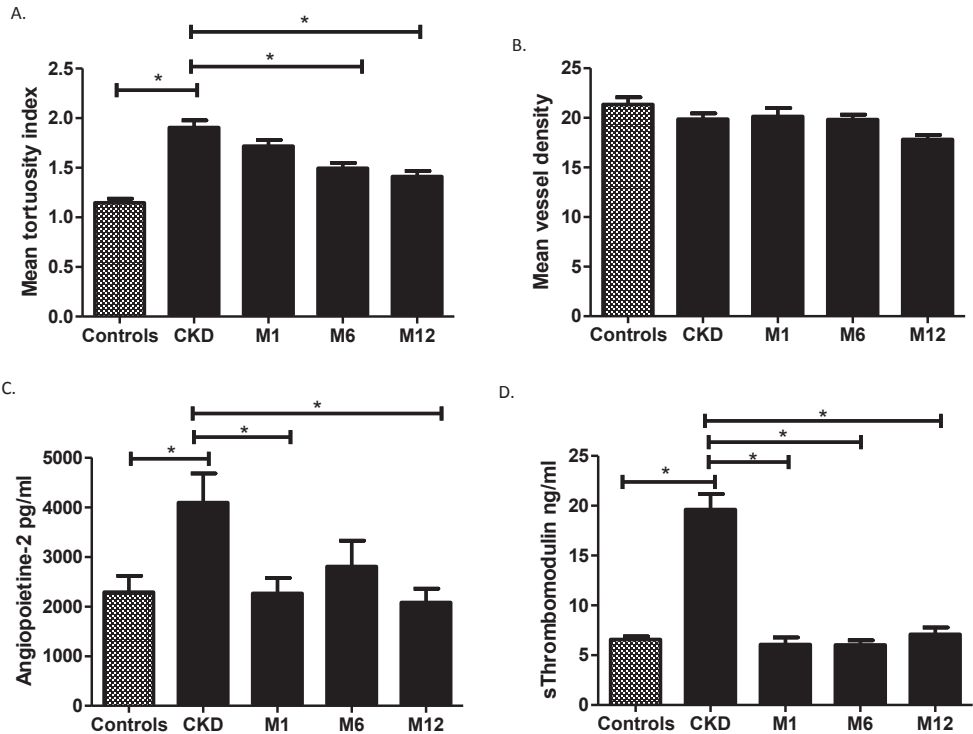 A.
*
*
*
Mean tortuosity index
2.5
2.0
1.5
1.0
0.5
0.0
Controls CKD M1 M6 M12
B.
Mean vessel density
25
20
15
10
5
0
Controls CKD M1 M6 M12
C.
*
*
*
Angiopoietine-2 pg/ml
5000
4000
3000
2000
1000
0
Controls CKD M1 M6 M12
D.
*
*
*
*
sThrombomodulin ng/ml
25
20
15
10
5
0
Controls CKD M1 M6 M12